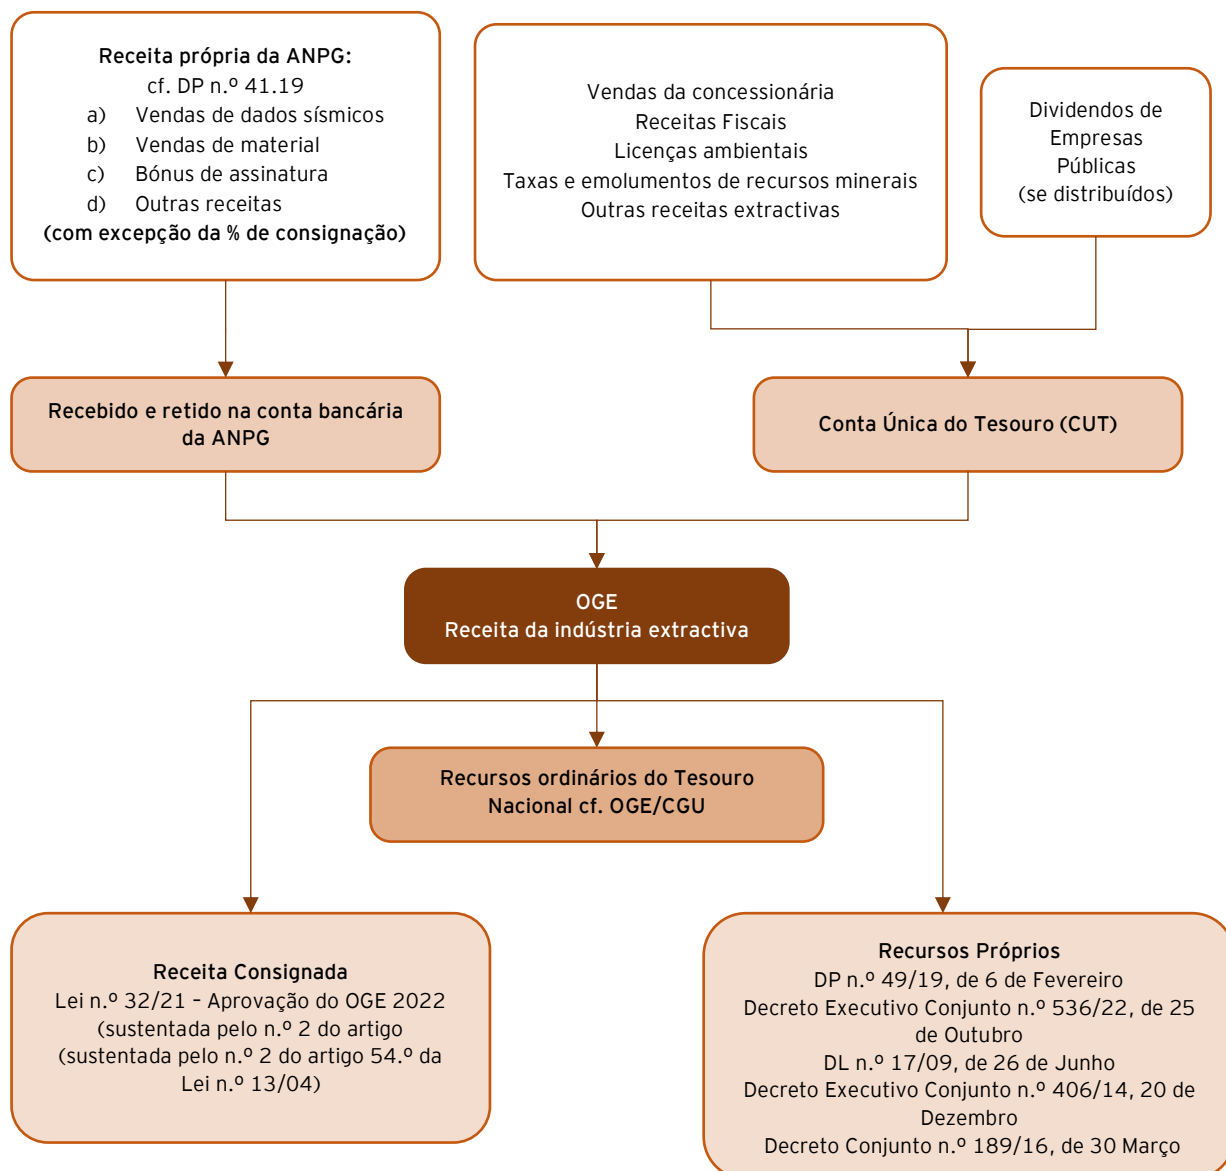 Receita própria da ANPG:
cf. DP n.º 41.19
a) Vendas de dados sísmicos
b) Vendas de material
c) Bónus de assinatura
d) Outras receitas
(com excepção da % de consignação)
Vendas da concessionária
Receitas Fiscais
Licenças ambientais
Taxas e emolumentos de recursos minerais
Outras receitas extractivas
Dividendos de
Empresas
Públicas
(se distribuídos)
Recebido e retido na conta bancária
da ANPG
Conta Única do Tesouro (CUT)
OGE
Receita da indústria extractiva
Recursos ordinários do Tesouro
Nacional cf. OGE/CGU
Receita Consignada
Lei n.º 32/21 – Aprovação do OGE 2022
(sustentada pelo n.º 2 do artigo
(sustentada pelo n.º 2 do artigo 54.º da
Lei n.º 13/04)
Recursos Próprios
DP n.º 49/19, de 6 de Fevereiro
Decreto Executivo Conjunto n.º 536/22, de 25
de Outubro
DL n.º 17/09, de 26 de Junho
Decreto Executivo Conjunto n.º 406/14, 20 de
Dezembro
Decreto Conjunto n.º 189/16, de 30 Março